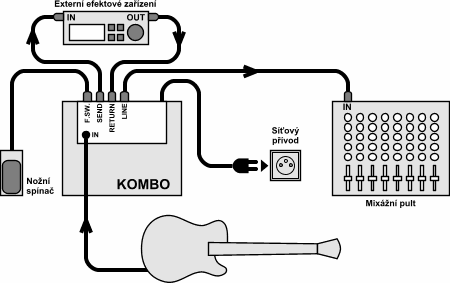 Externí efektové zařízení
IN
OUT
F.SW.
SEND
RETURN
LINE
IN
KOMBO
Nožní
spínač
Síťový
přívod
IN
Mixážní pult